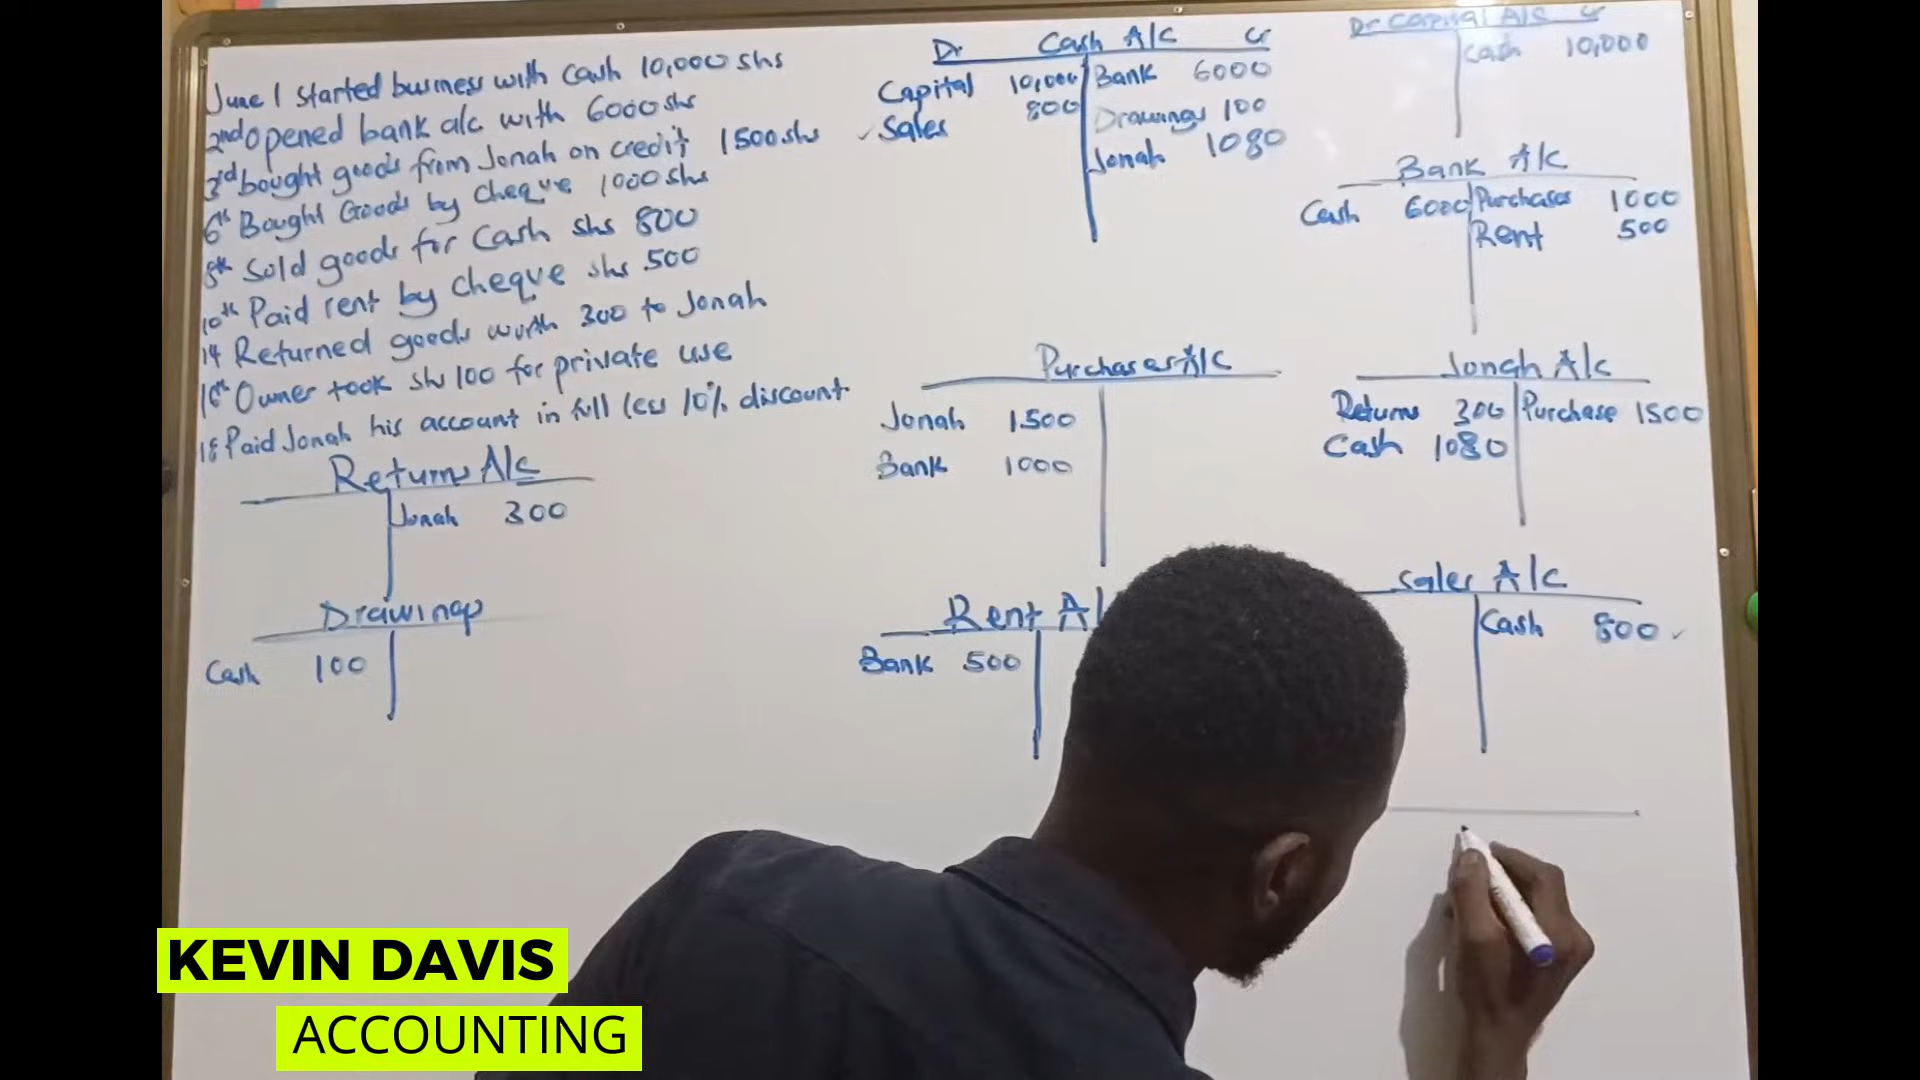 June 1 started business with cash 10,000 shs
2nd opened bank a/c with 6000 shs
3rd bought goods from Jonah on credit 1500 shs
6th Bought Goods by cheque 1000 shs
8th Sold goods for cash shs 800
10th Paid rent by cheque shs 500
14 Returned goods worth 300 to Jonah
16th Owner took shs 100 for private use
18 Paid Jonah his account in full less 10% discount
Dr Cash A/C Cr
Capital 10,000 Bank 6000
Sales 800 Drawings 100
Jonah 1080
Dr Capital A/C Cr
Cash 10,000
Bank A/C
Cash 6000 Purchases 1000
Rent 500
Purchases A/C
Jonah 1500
Bank 1000
Jonah A/C
Returns 300 Purchase 1500
Cash 1080
Returns A/C
Jonah 300
Drawings
Cash 100
Rent A/
Bank 500
Sales A/C
Cash 800
KEVIN DAVIS
ACCOUNTING